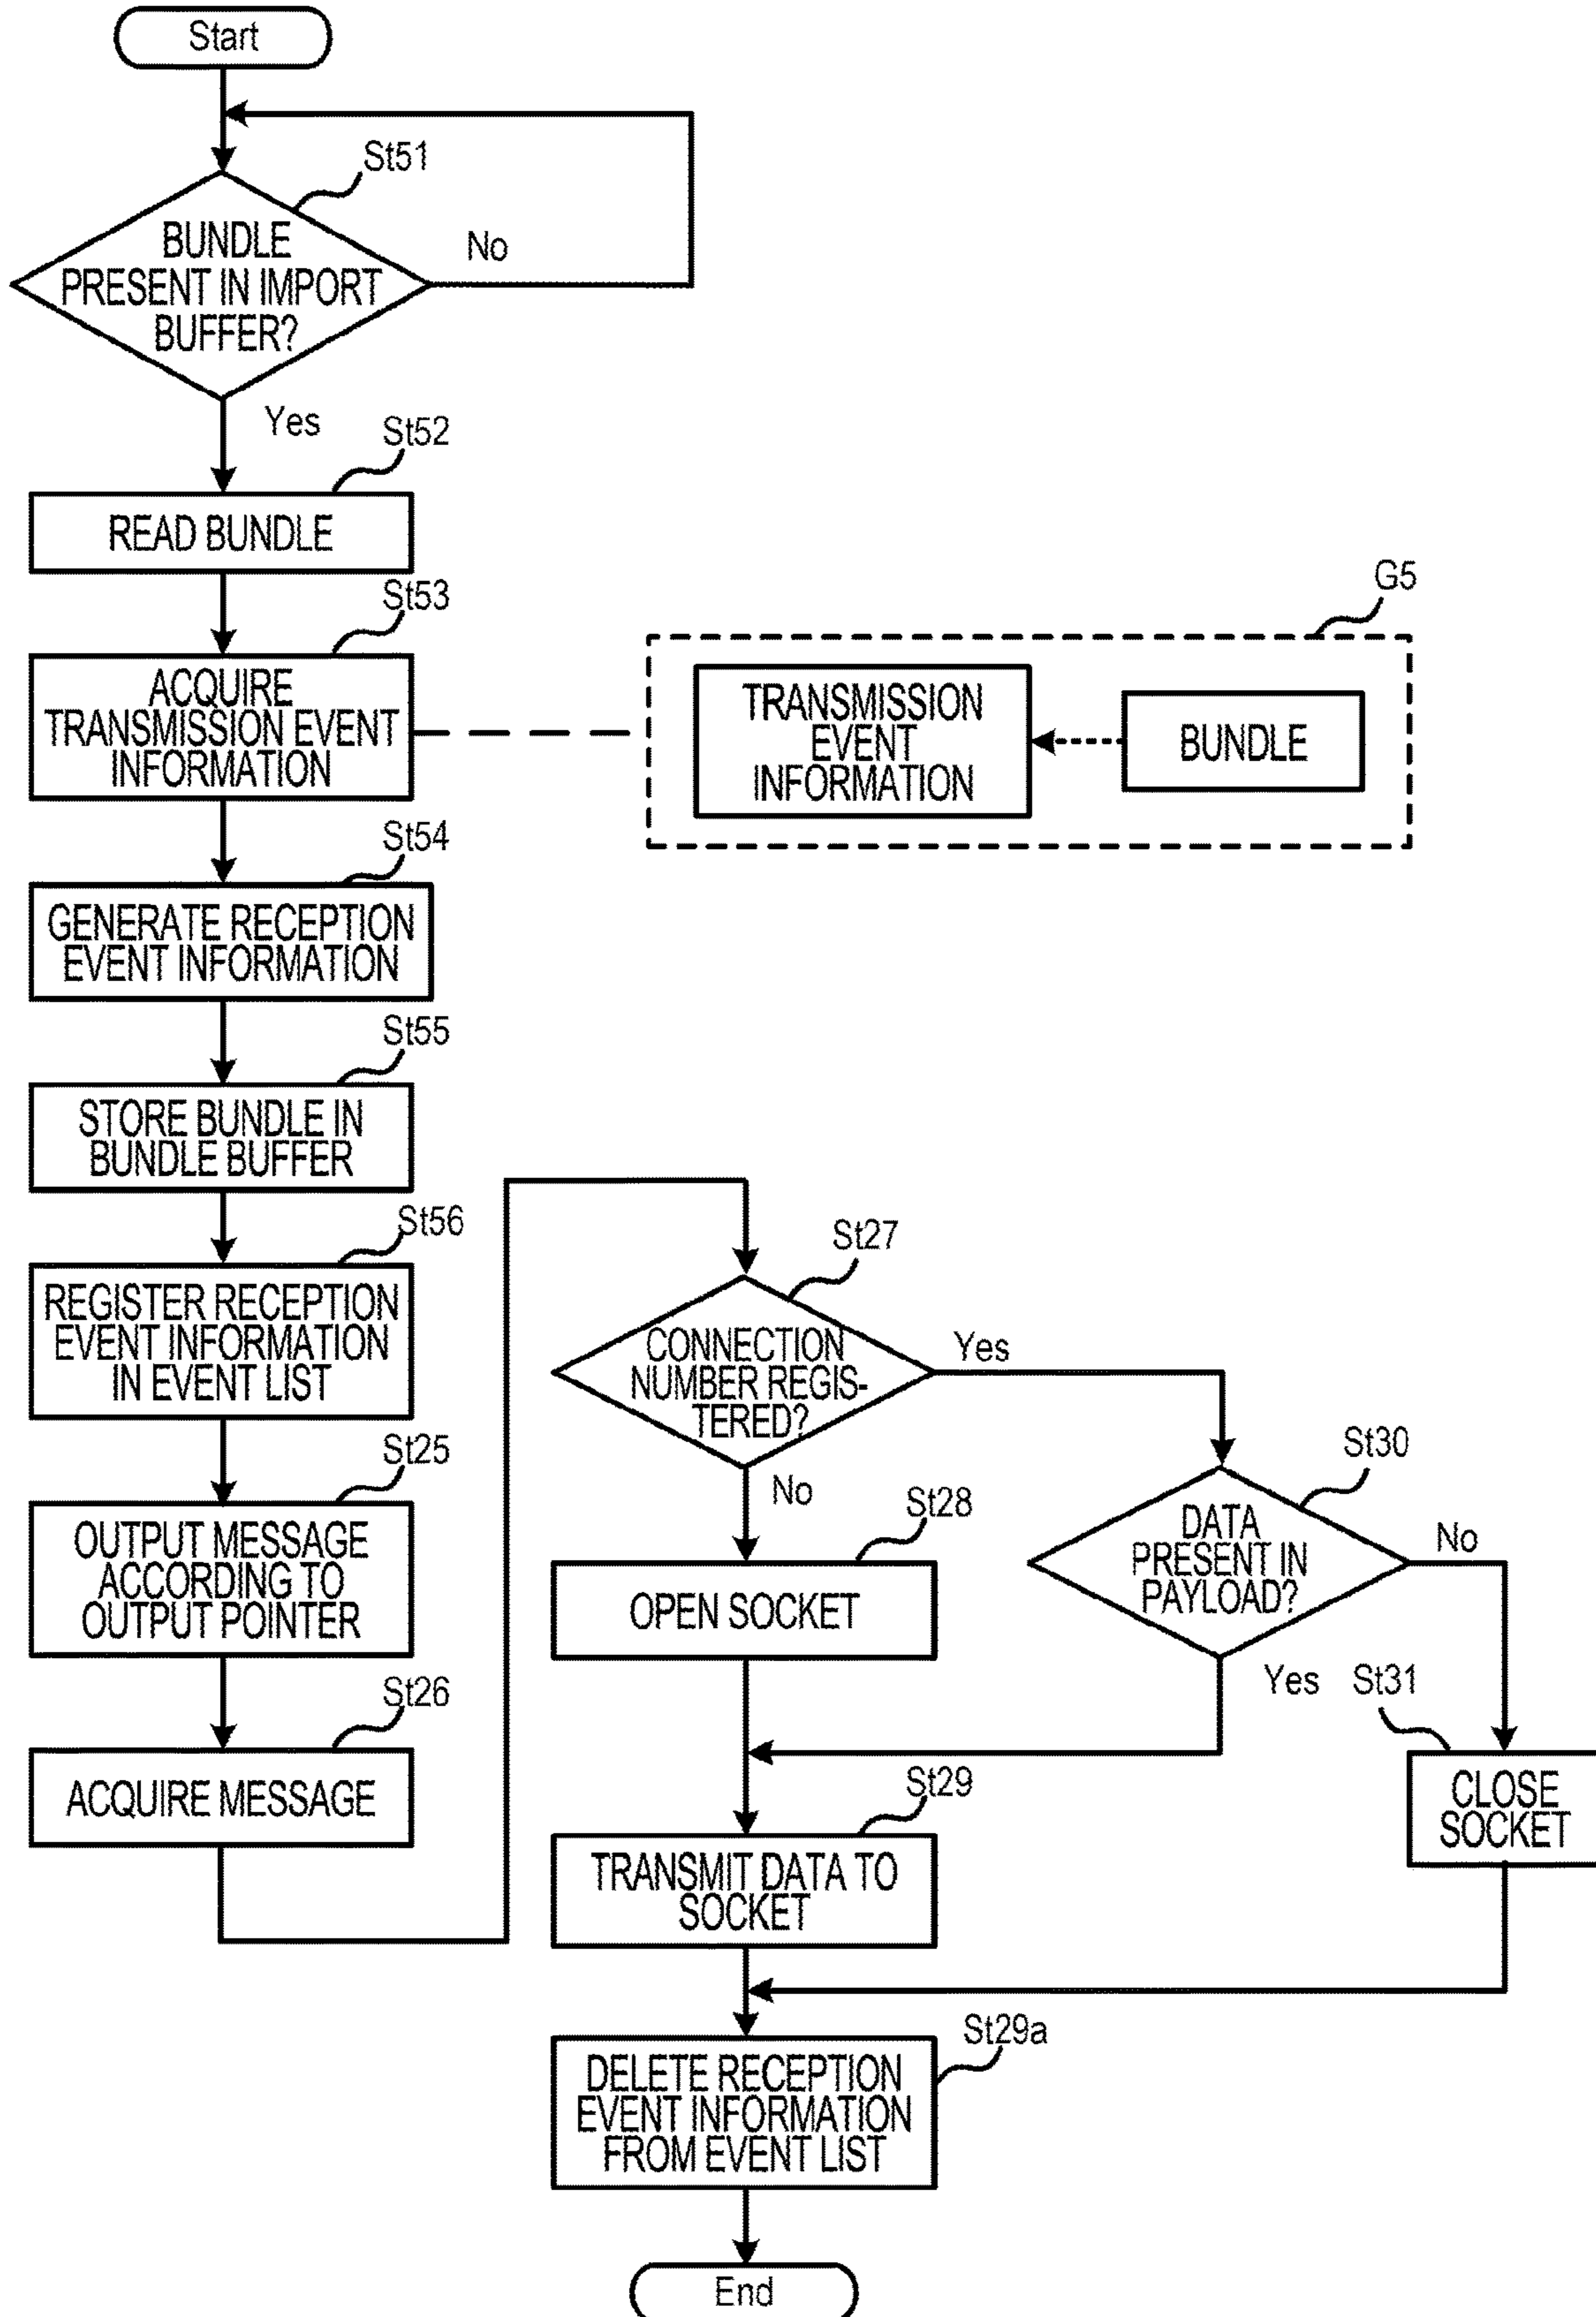 Start
St51
BUNDLE
PRESENT IN IMPORT
BUFFER?
No
Yes
St52
READ BUNDLE
St53
ACQUIRE
TRANSMISSION EVENT
INFORMATION
G5
TRANSMISSION
EVENT
INFORMATION
BUNDLE
St54
GENERATE RECEPTION
EVENT INFORMATION
St55
STORE BUNDLE IN
BUNDLE BUFFER
St56
REGISTER RECEPTION
EVENT INFORMATION
IN EVENT LIST
St25
OUTPUT MESSAGE
ACCORDING TO
OUTPUT POINTER
St26
ACQUIRE MESSAGE
St27
CONNECTION
NUMBER REGIS-
TERED?
Yes
No
St28
OPEN SOCKET
St30
DATA
PRESENT IN
PAYLOAD?
No
Yes
St31
CLOSE
SOCKET
St29
TRANSMIT DATA TO
SOCKET
St29a
DELETE RECEPTION
EVENT INFORMATION
FROM EVENT LIST
End